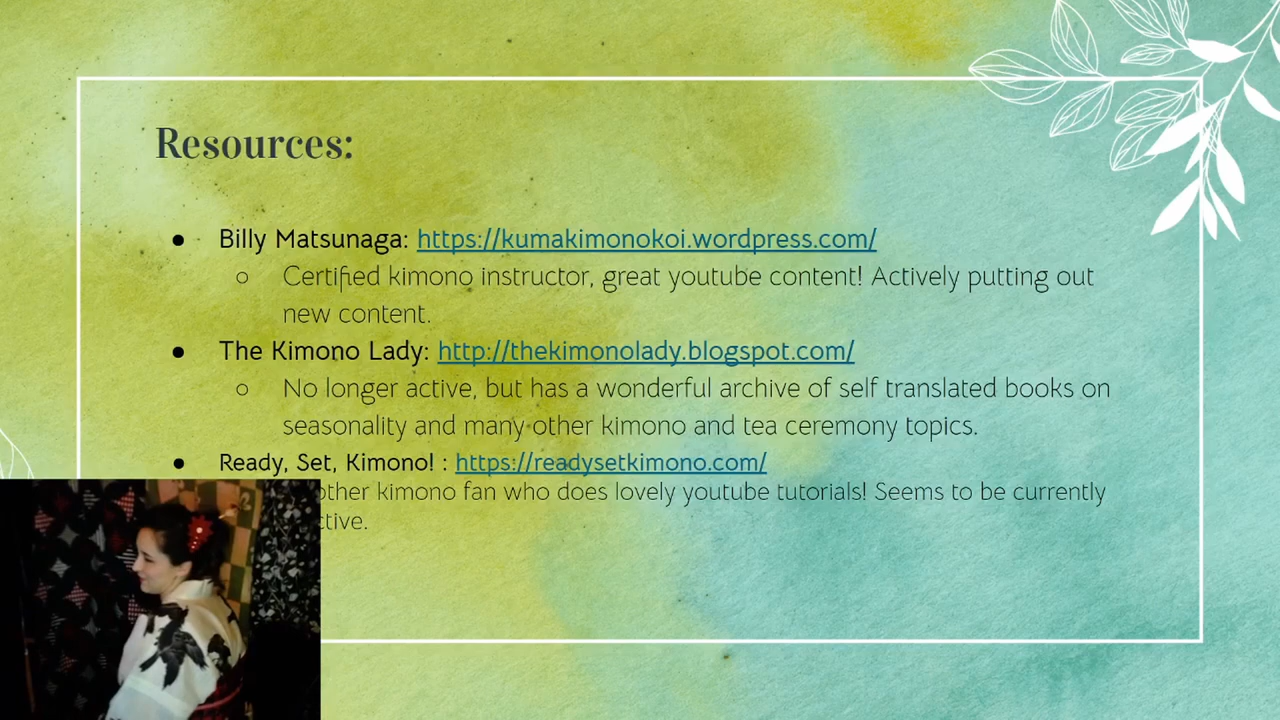 Resources:
● Billy Matsunaga: https://kumakimonokoi.wordpress.com/
○ Certified kimono instructor, great youtube content! Actively putting out
new content.
● The Kimono Lady: http://thekimonolady.blogspot.com/
○ No longer active, but has a wonderful archive of self translated books on
seasonality and many other kimono and tea ceremony topics.
● Ready, Set, Kimono! : https://readysetkimono.com/
kimono fan who does lovely youtube tutorials! Seems to be currently